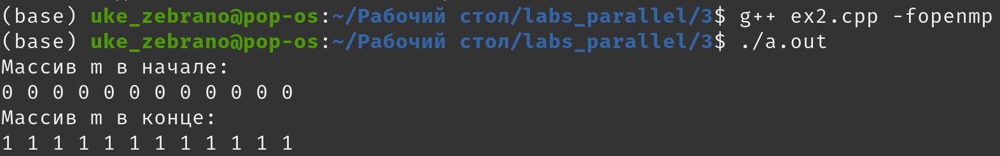 (base) uke_zebrano@pop-os:~/Рабочий стол/labs_parallel/3$ g++ ex2.cpp -fopenmp
(base) uke_zebrano@pop-os:~/Рабочий стол/labs_parallel/3$ ./a.out
Массив m в начале:
0 0 0 0 0 0 0 0 0 0 0 0
Массив m в конце:
1 1 1 1 1 1 1 1 1 1 1 1